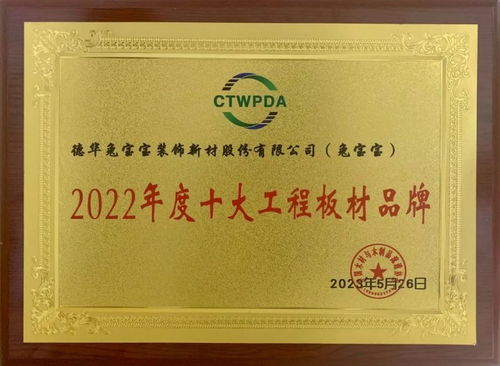 CTWPDA
德华兔宝宝装饰新材股份有限公司（兔宝宝）
2022年度十大工程板材品牌
2023年5月26日